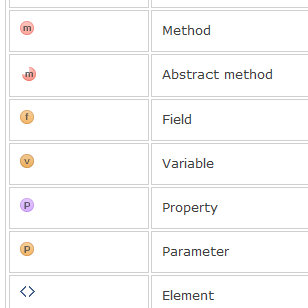 m Method
m Abstract method
f Field
v Variable
p Property
p Parameter
<> Element